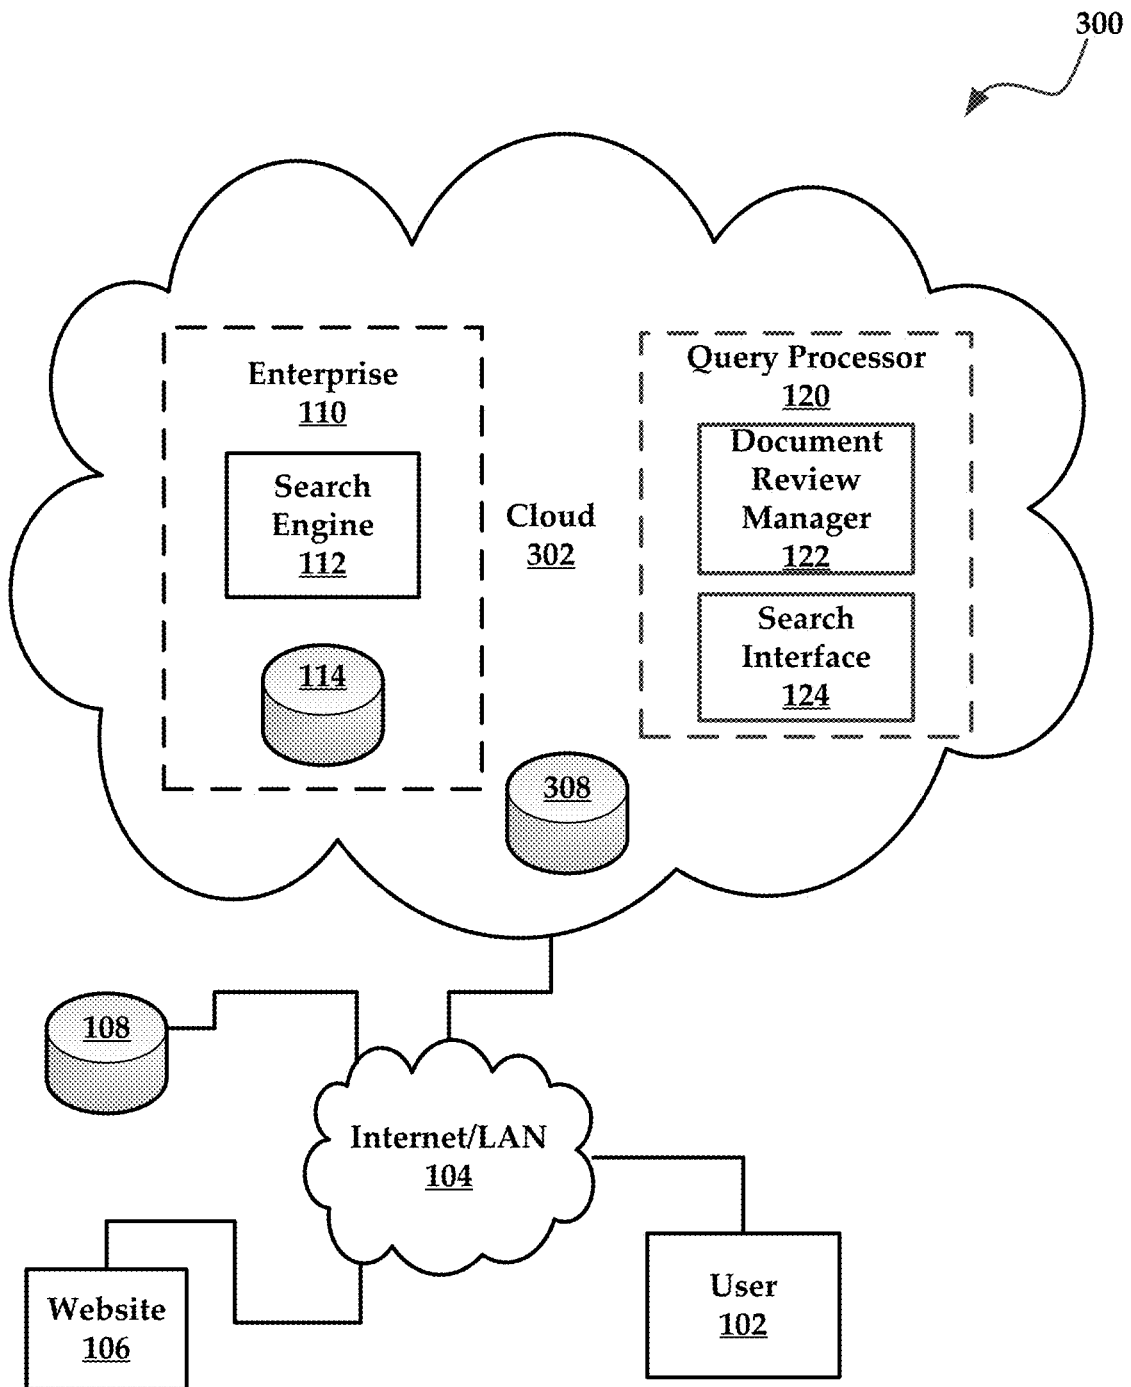 300
Enterprise
110
Search
Engine
112
114
Cloud
302
Query Processor
120
Document
Review
Manager
122
Search
Interface
124
308
108
Internet/LAN
104
Website
106
User
102